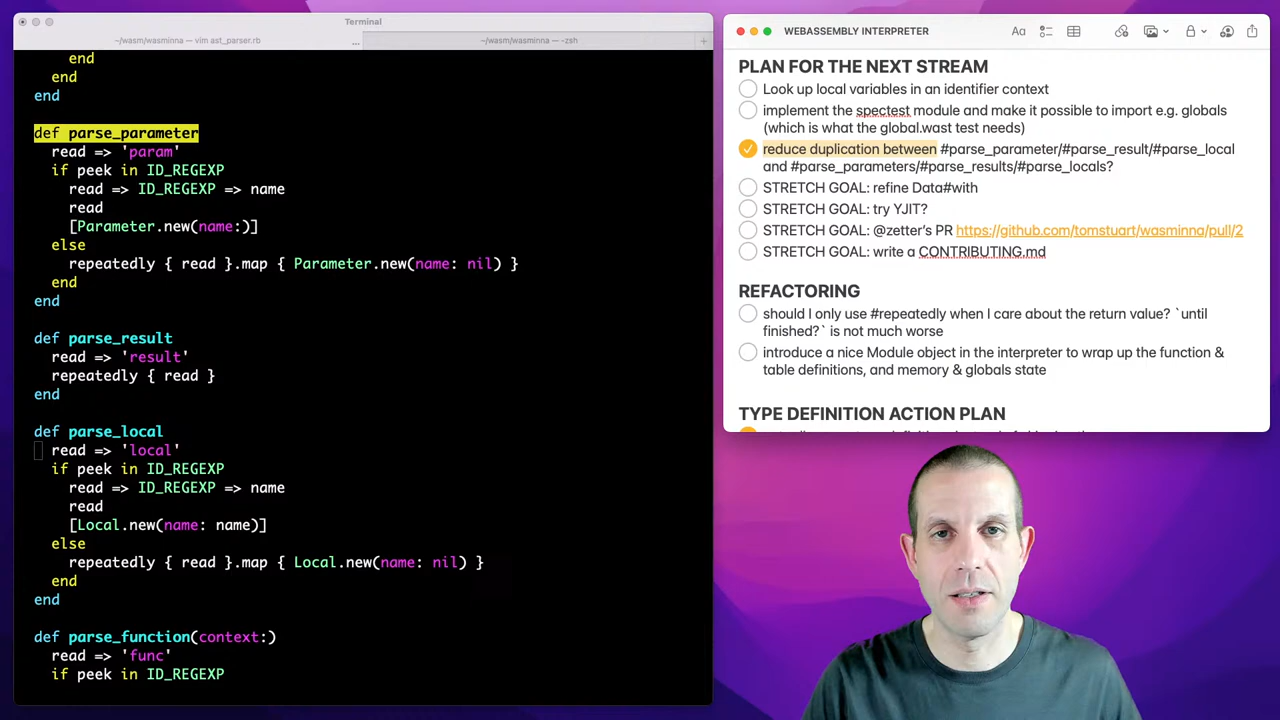 Terminal
~/wasm/wasminna — vim ast_parser.rb
...
~/wasm/wasminna — -zsh
+
end
end
end
def parse_parameter
read => 'param'
if peek in ID_REGEXP
read => ID_REGEXP => name
read
[Parameter.new(name:)]
else
repeatedly { read }.map { Parameter.new(name: nil) }
end
end
def parse_result
read => 'result'
repeatedly { read }
end
def parse_local
read => 'local'
if peek in ID_REGEXP
read => ID_REGEXP => name
read
[Local.new(name: name)]
else
repeatedly { read }.map { Local.new(name: nil) }
end
end
def parse_function(context:)
read => 'func'
if peek in ID_REGEXP
WEBASSEMBLY INTERPRETER
Aa
PLAN FOR THE NEXT STREAM
Look up local variables in an identifier context
implement the spectest module and make it possible to import e.g. globals
(which is what the global.wast test needs)
reduce duplication between #parse_parameter/#parse_result/#parse_local
and #parse_parameters/#parse_results/#parse_locals?
STRETCH GOAL: refine Data#with
STRETCH GOAL: try YJIT?
STRETCH GOAL: @zetter's PR https://github.com/tomstuart/wasminna/pull/2
STRETCH GOAL: write a CONTRIBUTING.md
REFACTORING
should I only use #repeatedly when I care about the return value? `until
finished?` is not much worse
introduce a nice Module object in the interpreter to wrap up the function &
table definitions, and memory & globals state
TYPE DEFINITION ACTION PLAN